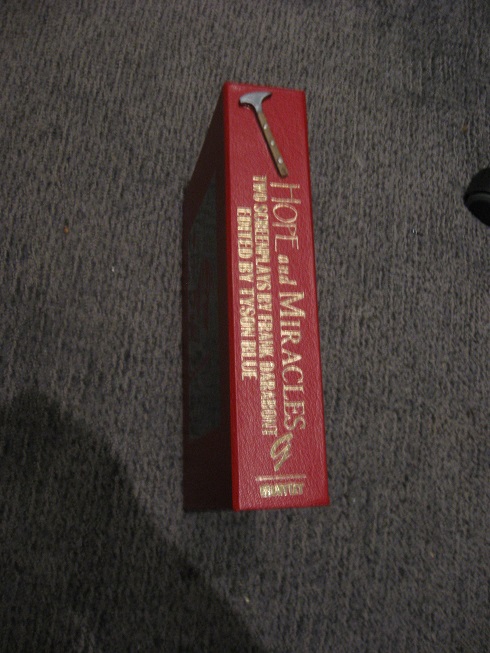 HOPE and MIRACLES
TWO SCREENPLAYS BY FRANK DARABONT
EDITED BY TYSON BLUE